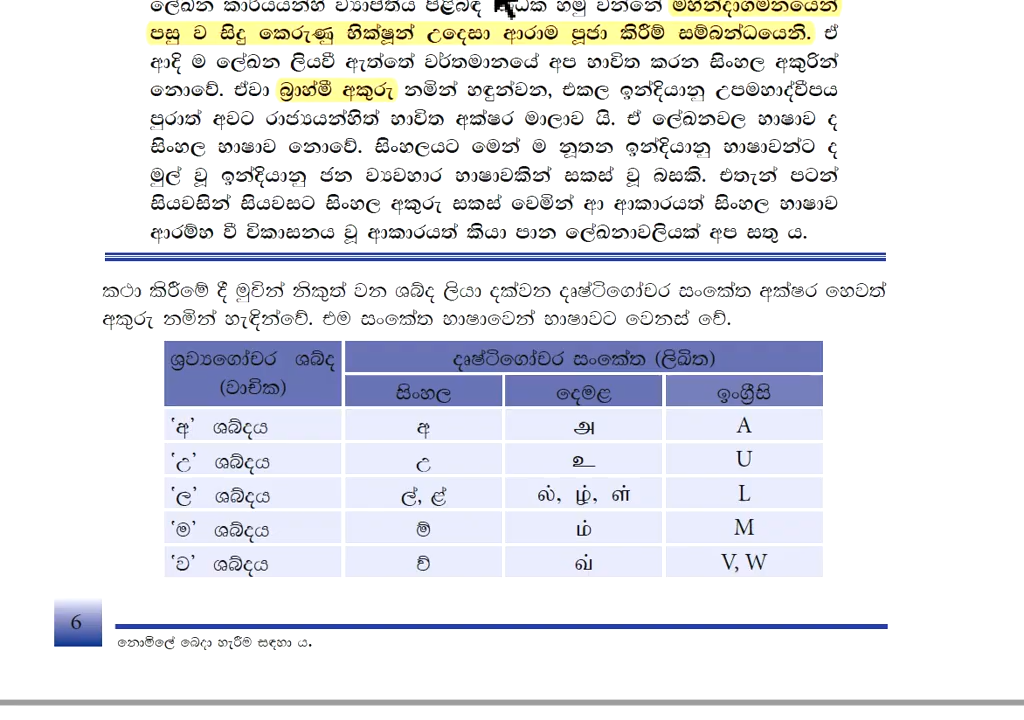 ලේඛන කාර්යයන්හි ව්‍යාප්තිය පිළිබඳ හමු වන්නේ මහින්දාගමනයෙන්
පසු ව සිදු කෙරුණු භික්ෂූන් උදෙසා ආරාම පූජා කිරීම් සම්බන්ධයෙනි. ඒ
ආදි ම ලේඛන ලියවී ඇත්තේ වර්තමානයේ අප භාවිත කරන සිංහල අකුරින්
නොවේ. ඒවා බ්‍රාහ්මී අකුරු නමින් හඳුන්වන, එකල ඉන්දියානු උපමහාද්වීපය
පුරාත් අවට රාජ්‍යයන්හිත් භාවිත අක්ෂර මාලාව යි. ඒ ලේඛනවල භාෂාව ද
සිංහල භාෂාව නොවේ. සිංහලයට මෙන් ම නූතන ඉන්දියානු භාෂාවන්ට ද
මුල් වූ ඉන්දියානු ජන ව්‍යවහාර භාෂාවකින් සකස් වූ බසකි. එතැන් පටන්
සියවසින් සියවසට සිංහල අකුරු සකස් වෙමින් ආ ආකාරයත් සිංහල භාෂාව
ආරම්භ වී විකාසනය වූ ආකාරයත් කියා පාන ලේඛනාවලියක් අප සතු ය.
කථා කිරීමේ දී මුවින් නිකුත් වන ශබ්ද ලියා දක්වන දෘෂ්ටිගෝචර සංකේත අක්ෂර හෙවත්
අකුරු නමින් හැඳින්වේ. එම සංකේත භාෂාවෙන් භාෂාවට වෙනස් වේ.
ශ්‍රව්‍යගෝචර ශබ්ද (වාචික) දෘෂ්ටිගෝචර සංකේත (ලිඛිත)
සිංහල දෙමළ ඉංග්‍රීසි
‘අ’ ශබ්දය අ அ A
‘උ’ ශබ්දය උ உ U
‘ල’ ශබ්දය ල්, ළ් ல், ழ், ள் L
‘ම’ ශබ්දය ම් ம் M
‘ව’ ශබ්දය ව් வ் V, W
6
නොමිලේ බෙදා හැරීම සඳහා ය.